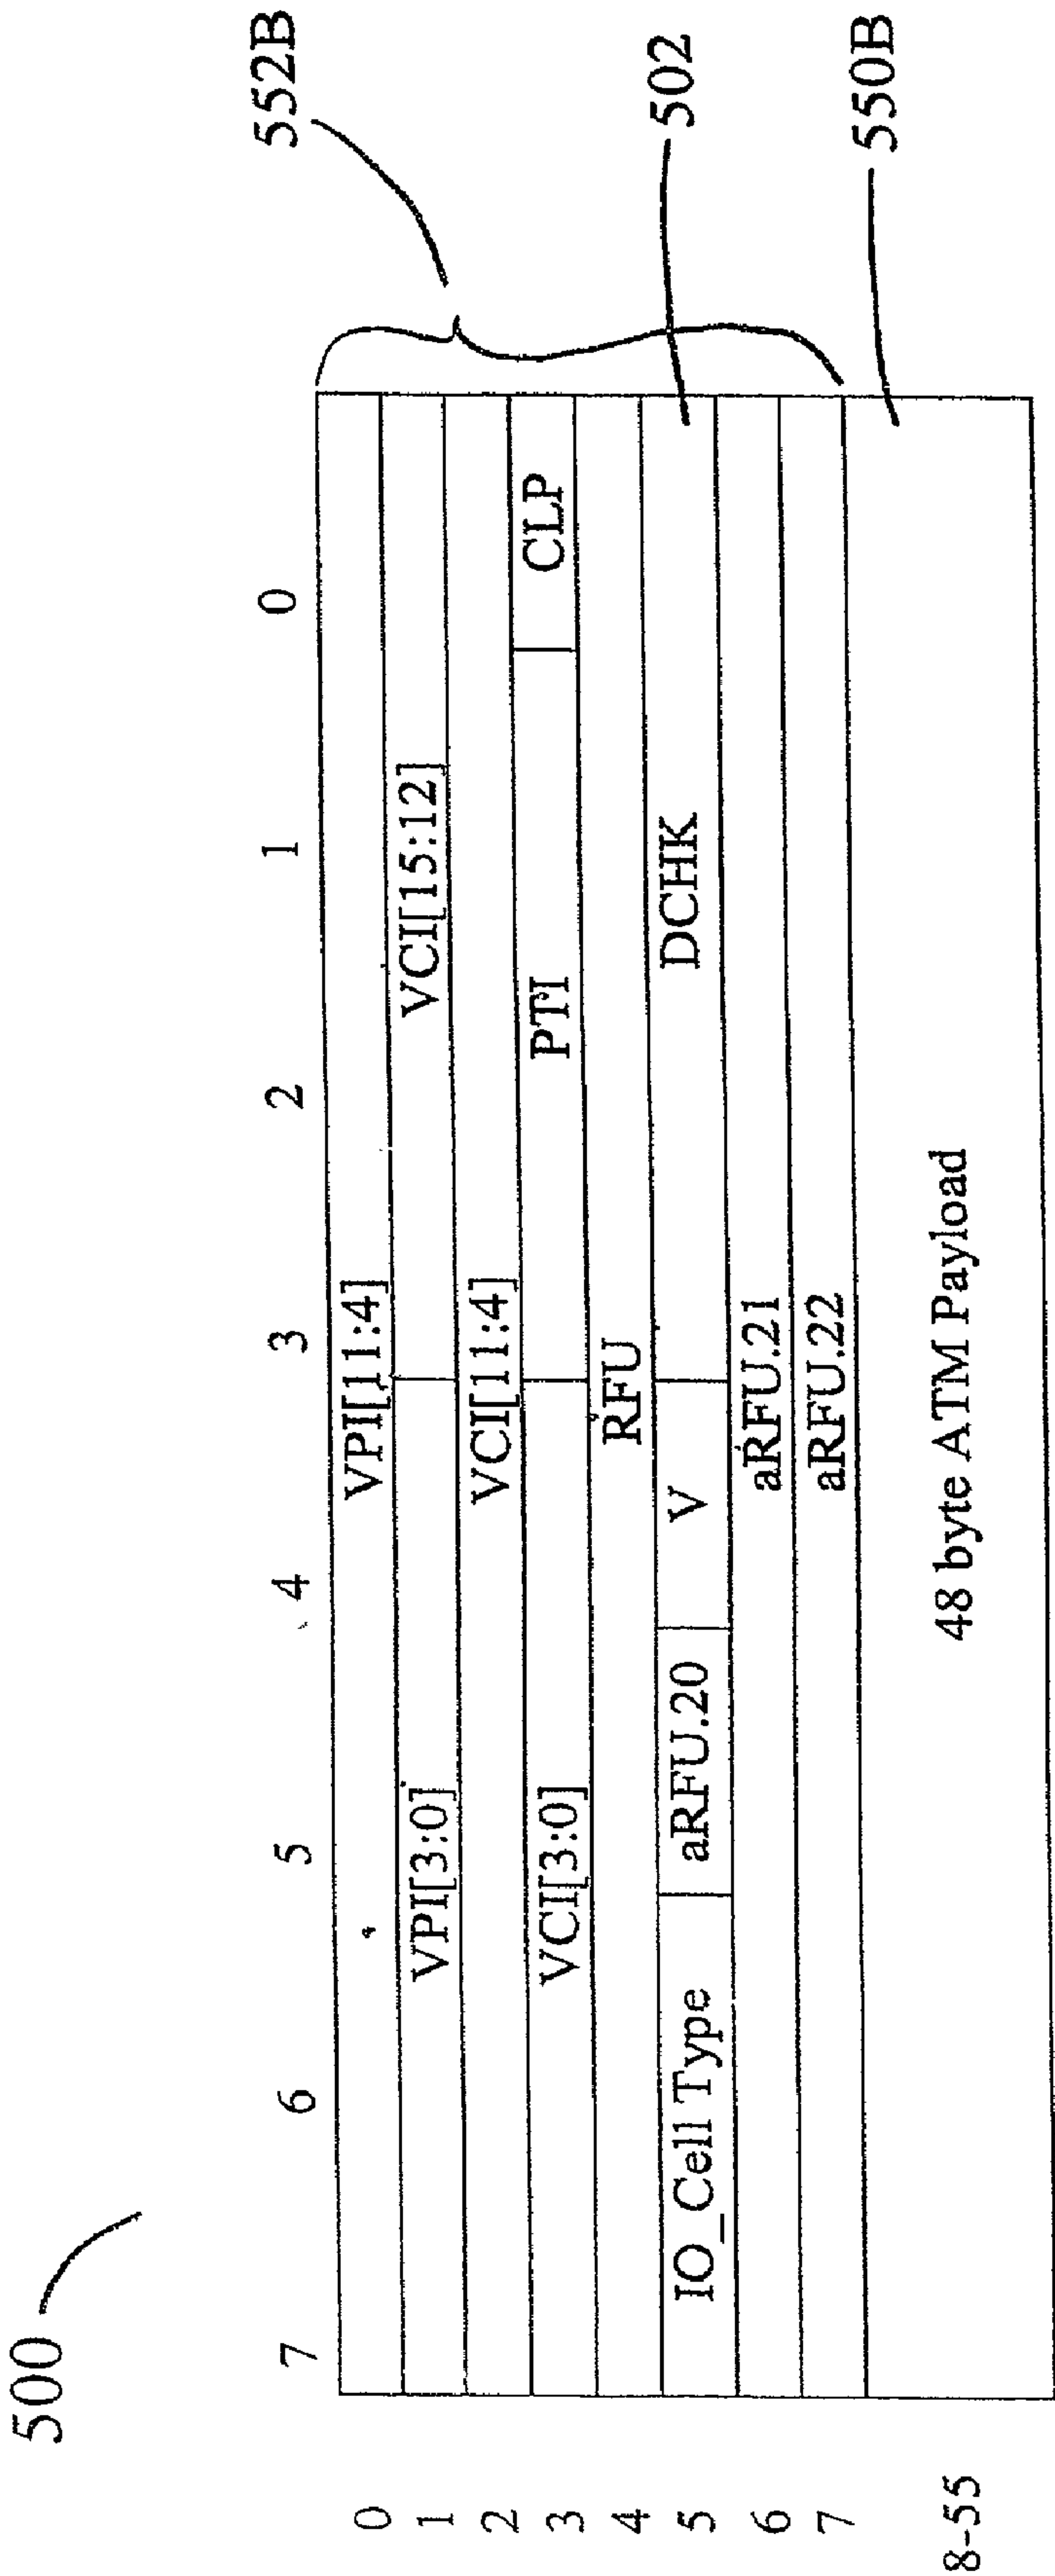 500
552B
7 6 5 4 3 2 1 0
0 VPI[11:4]
1 VPI[3:0] VCI[15:12]
2 VCI[11:4]
3 VCI[3:0] PTI CLP
4 RFU
5 IO_Cell Type aRFU.20 V DCHK 502
6 aRFU.21
7 aRFU.22
8-55 48 byte ATM Payload 550B